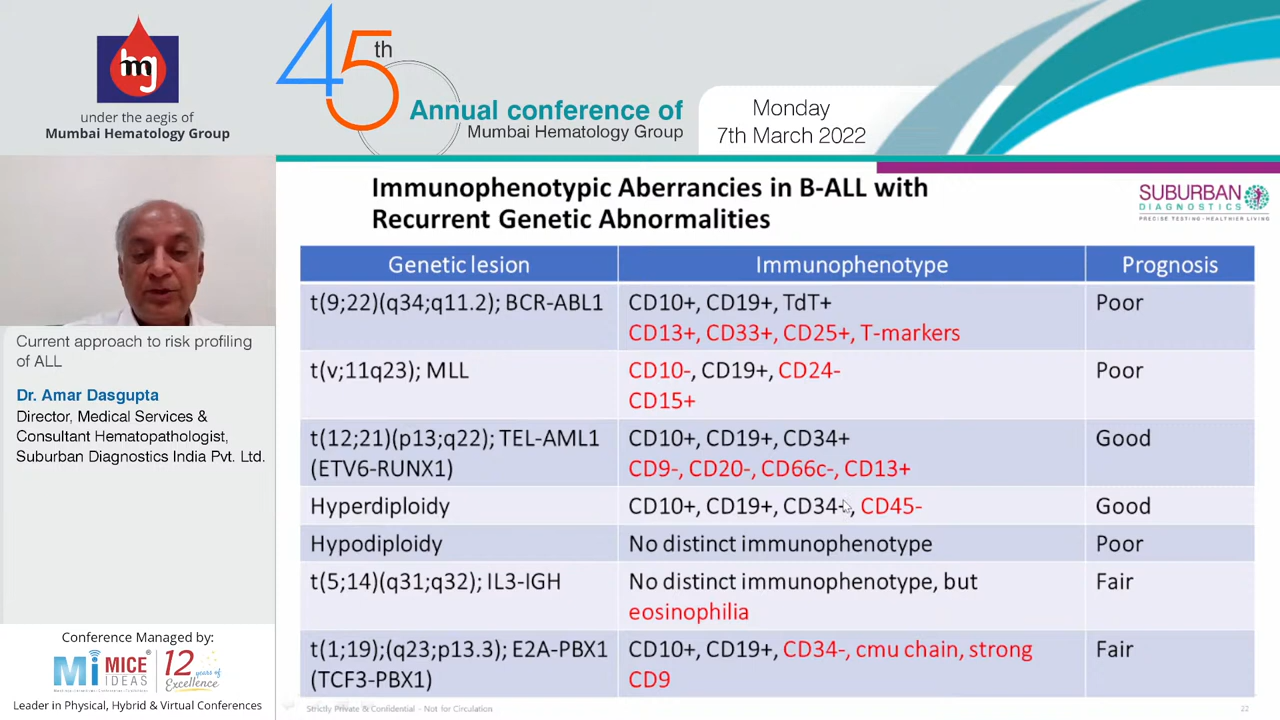 hg
under the aegis of
Mumbai Hematology Group
45th
Annual conference of
Mumbai Hematology Group
Monday
7th March 2022
Current approach to risk profiling
of ALL
Dr. Amar Dasgupta
Director, Medical Services &
Consultant Hematopathologist,
Suburban Diagnostics India Pvt. Ltd.
Conference Managed by:
Mi MICE IDEAS
12 years of Excellence
Leader in Physical, Hybrid & Virtual Conferences
Immunophenotypic Aberrancies in B-ALL with
Recurrent Genetic Abnormalities
SUBURBAN
DIAGNOSTICS
PRECISE TESTING • HEALTHIER LIVING
Genetic lesion Immunophenotype Prognosis
t(9;22)(q34;q11.2); BCR-ABL1 CD10+, CD19+, TdT+ Poor
CD13+, CD33+, CD25+, T-markers
t(v;11q23); MLL CD10-, CD19+, CD24- Poor
CD15+
t(12;21)(p13;q22); TEL-AML1 CD10+, CD19+, CD34+ Good
(ETV6-RUNX1) CD9-, CD20-, CD66c-, CD13+
Hyperdiploidy CD10+, CD19+, CD34+, CD45- Good
Hypodiploidy No distinct immunophenotype Poor
t(5;14)(q31;q32); IL3-IGH No distinct immunophenotype, but Fair
eosinophilia
t(1;19);(q23;p13.3); E2A-PBX1 CD10+, CD19+, CD34-, cmu chain, strong Fair
(TCF3-PBX1) CD9
Strictly Private & Confidential - Not for Circulation
22